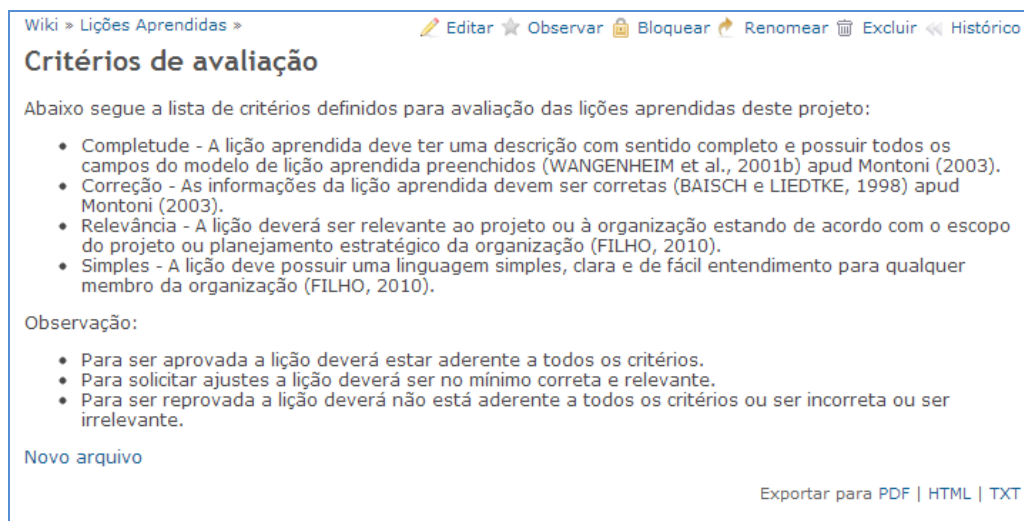 Wiki » Lições Aprendidas » Editar Observar Bloquear Renomear Excluir Histórico
Critérios de avaliação
Abaixo segue a lista de critérios definidos para avaliação das lições aprendidas deste projeto:
• Completude - A lição aprendida deve ter uma descrição com sentido completo e possuir todos os
campos do modelo de lição aprendida preenchidos (WANGENHEIM et al., 2001b) apud Montoni (2003).
• Correção - As informações da lição aprendida devem ser corretas (BAISCH e LIEDTKE, 1998) apud
Montoni (2003).
• Relevância - A lição deverá ser relevante ao projeto ou à organização estando de acordo com o escopo
do projeto ou planejamento estratégico da organização (FILHO, 2010).
• Simples - A lição deve possuir uma linguagem simples, clara e de fácil entendimento para qualquer
membro da organização (FILHO, 2010).
Observação:
• Para ser aprovada a lição deverá estar aderente a todos os critérios.
• Para solicitar ajustes a lição deverá ser no mínimo correta e relevante.
• Para ser reprovada a lição deverá não está aderente a todos os critérios ou ser incorreta ou ser
irrelevante.
Novo arquivo
Exportar para PDF | HTML | TXT